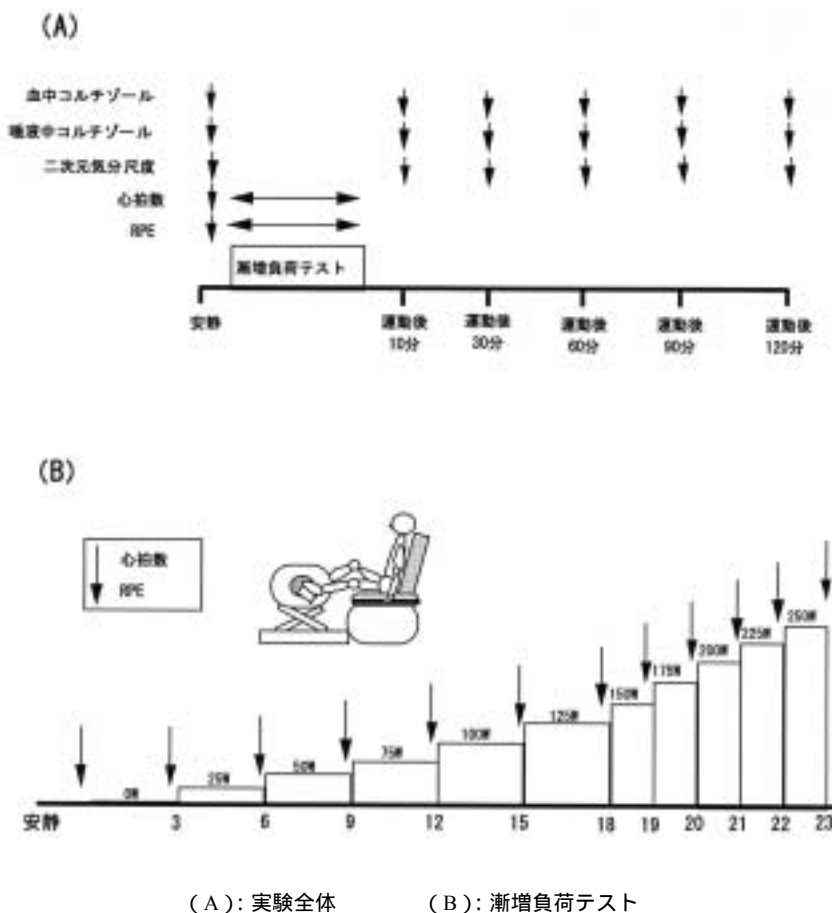 (A)
血中コルチゾール
唾液中コルチゾール
二次元気分尺度
心拍数
RPE
漸増負荷テスト
安静
運動後
10分
運動後
30分
運動後
60分
運動後
90分
運動後
120分
(B)
心拍数
RPE
0W
25W
50W
75W
100W
125W
150W
175W
200W
225W
250W
安静 3 6 9 12 15 18 19 20 21 22 23
(A): 実験全体 (B): 漸増負荷テスト